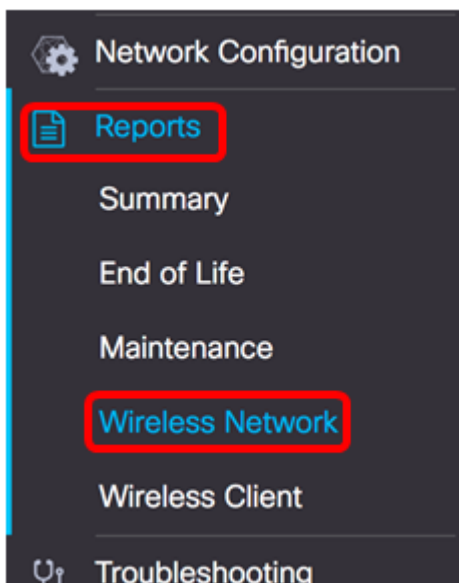 Network Configuration
Reports
Summary
End of Life
Maintenance
Wireless Network
Wireless Client
Troubleshooting